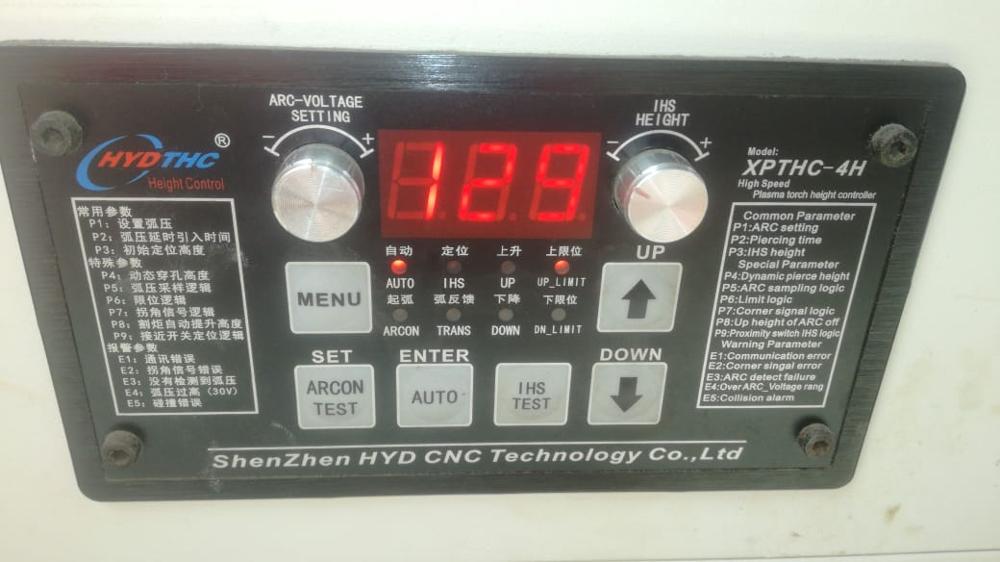 ARC-VOLTAGE
SETTING
- +
IHS
HEIGHT
- +
HYDTHC®
Height Control
129
Model:
XPTHC-4H
High Speed
Plasma torch height controller
常用参数
P1: 设置弧压
P2: 弧压延时引入时间
P3: 初始定位高度
特殊参数
P4: 动态穿孔高度
P5: 弧压采样逻辑
P6: 限位逻辑
P7: 拐角信号逻辑
P8: 割炬自动提升高度
P9: 接近开关定位逻辑
报警参数
E1: 通讯错误
E2: 拐角信号错误
E3: 没有检测到弧压
E4: 弧压过高 (30V)
E5: 碰撞错误
自动 定位 上升 上限位
AUTO IHS UP UP_LIMIT
起弧 弧反馈 下降 下限位
ARCON TRANS DOWN DN_LIMIT
MENU
UP
SET
ARCON
TEST
ENTER
AUTO
IHS
TEST
DOWN
Common Parameter
P1:ARC setting
P2:Piercing time
P3:IHS height
Special Parameter
P4:Dynamic pierce height
P5:ARC sampling logic
P6:Limit logic
P7:Corner signal logic
P8:Up height of ARC off
P9:Proximity switch IHS logic
Warning Parameter
E1:Communication error
E2:Corner singal error
E3:ARC detect failure
E4:Over ARC_Voltage rang
E5:Collision alarm
ShenZhen HYD CNC Technology Co.,Ltd